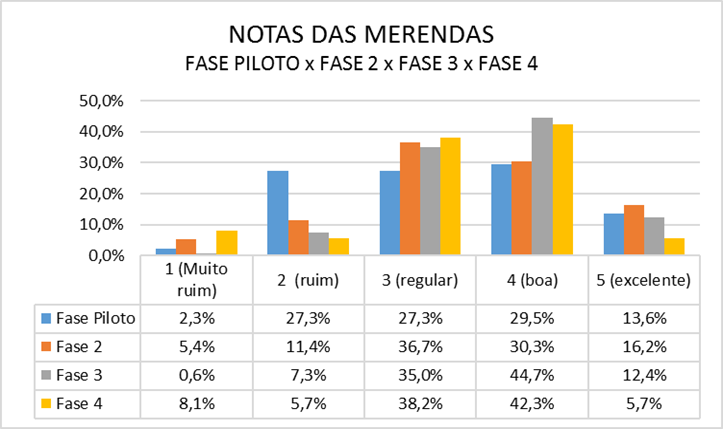 NOTAS DAS MERENDAS
FASE PILOTO x FASE 2 x FASE 3 x FASE 4
50,0%
40,0%
30,0%
20,0%
10,0%
0,0%
1 (Muito ruim) 2 (ruim) 3 (regular) 4 (boa) 5 (excelente)
Fase Piloto 2,3% 27,3% 27,3% 29,5% 13,6%
Fase 2 5,4% 11,4% 36,7% 30,3% 16,2%
Fase 3 0,6% 7,3% 35,0% 44,7% 12,4%
Fase 4 8,1% 5,7% 38,2% 42,3% 5,7%